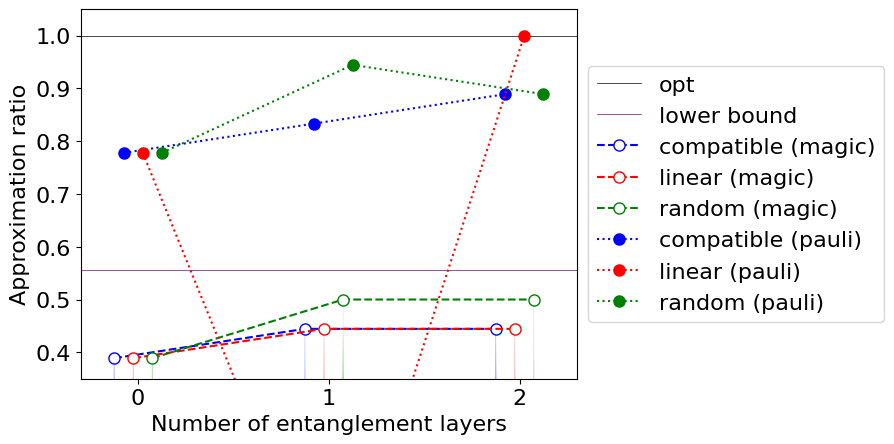 1.0
0.9
0.8
0.7
0.6
0.5
0.4
Approximation ratio
0 1 2
Number of entanglement layers
opt
lower bound
compatible (magic)
linear (magic)
random (magic)
compatible (pauli)
linear (pauli)
random (pauli)